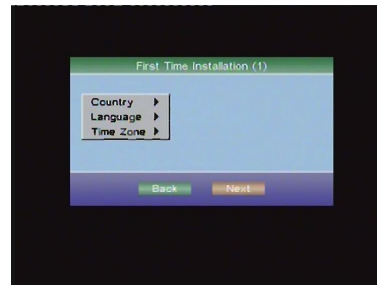 First Time Installation (1)
Country
Language
Time Zone
Back
Next